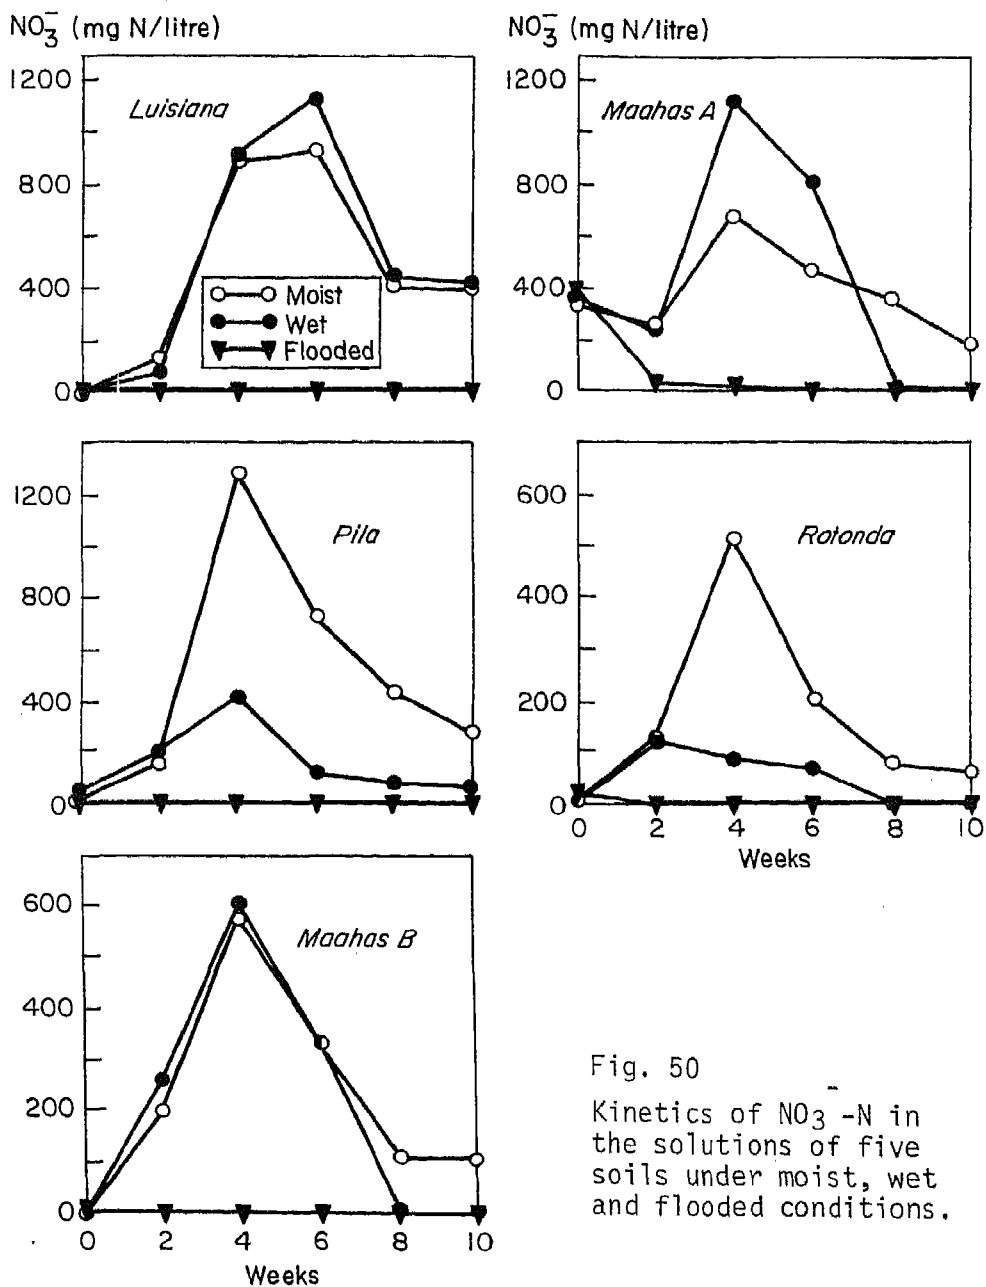 NO3⁻ (mg N/litre)
1200
800
400
0
Luisiana
Moist
Wet
Flooded
NO3⁻ (mg N/litre)
1200
800
400
0
Maahas A
1200
800
400
0
Pila
600
400
200
0
Rotonda
0 2 4 6 8 10
Weeks
600
400
200
0
Maahas B
0 2 4 6 8 10
Weeks
Fig. 50
Kinetics of NO3⁻-N in
the solutions of five
soils under moist, wet
and flooded conditions.